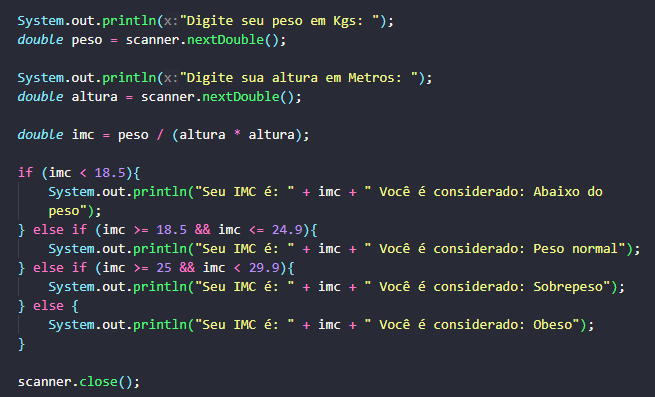 System.out.println(x:"Digite seu peso em Kgs: ");
double peso = scanner.nextDouble();
System.out.println(x:"Digite sua altura em Metros: ");
double altura = scanner.nextDouble();
double imc = peso / (altura * altura);
if (imc < 18.5){
System.out.println("Seu IMC é: " + imc + " Você é considerado: Abaixo do
peso");
} else if (imc >= 18.5 && imc <= 24.9){
System.out.println("Seu IMC é: " + imc + " Você é considerado: Peso normal");
} else if (imc >= 25 && imc < 29.9){
System.out.println("Seu IMC é: " + imc + " Você é considerado: Sobrepeso");
} else {
System.out.println("Seu IMC é: " + imc + " Você é considerado: Obeso");
}
scanner.close();